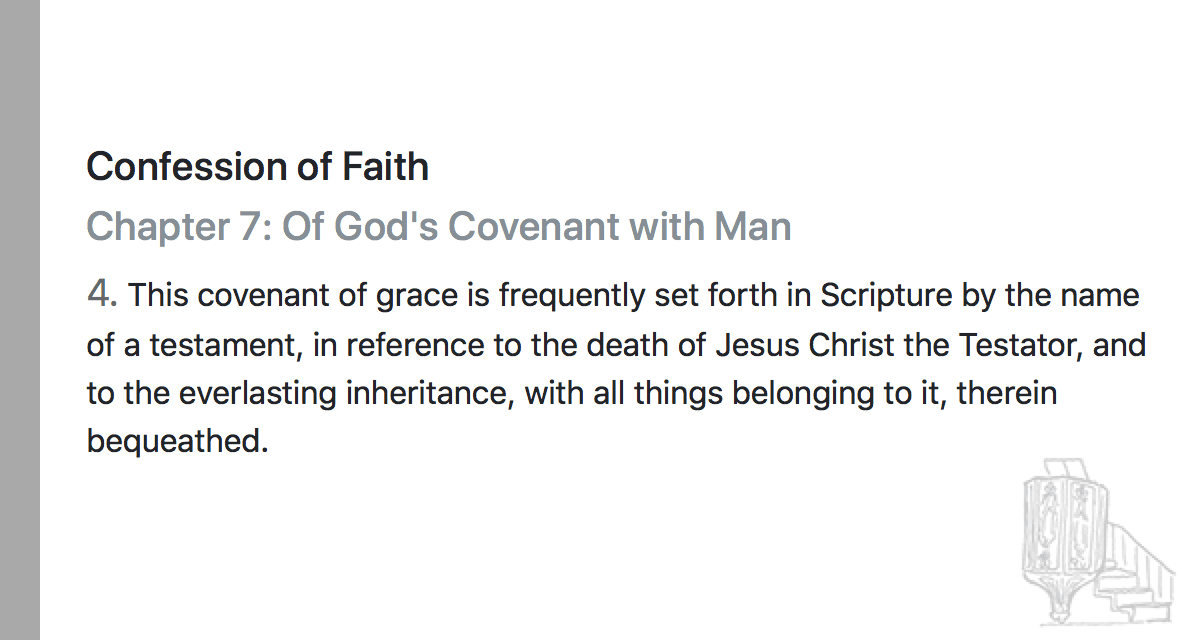 Confession of Faith
Chapter 7: Of God's Covenant with Man
4. This covenant of grace is frequently set forth in Scripture by the name
of a testament, in reference to the death of Jesus Christ the Testator, and
to the everlasting inheritance, with all things belonging to it, therein
bequeathed.